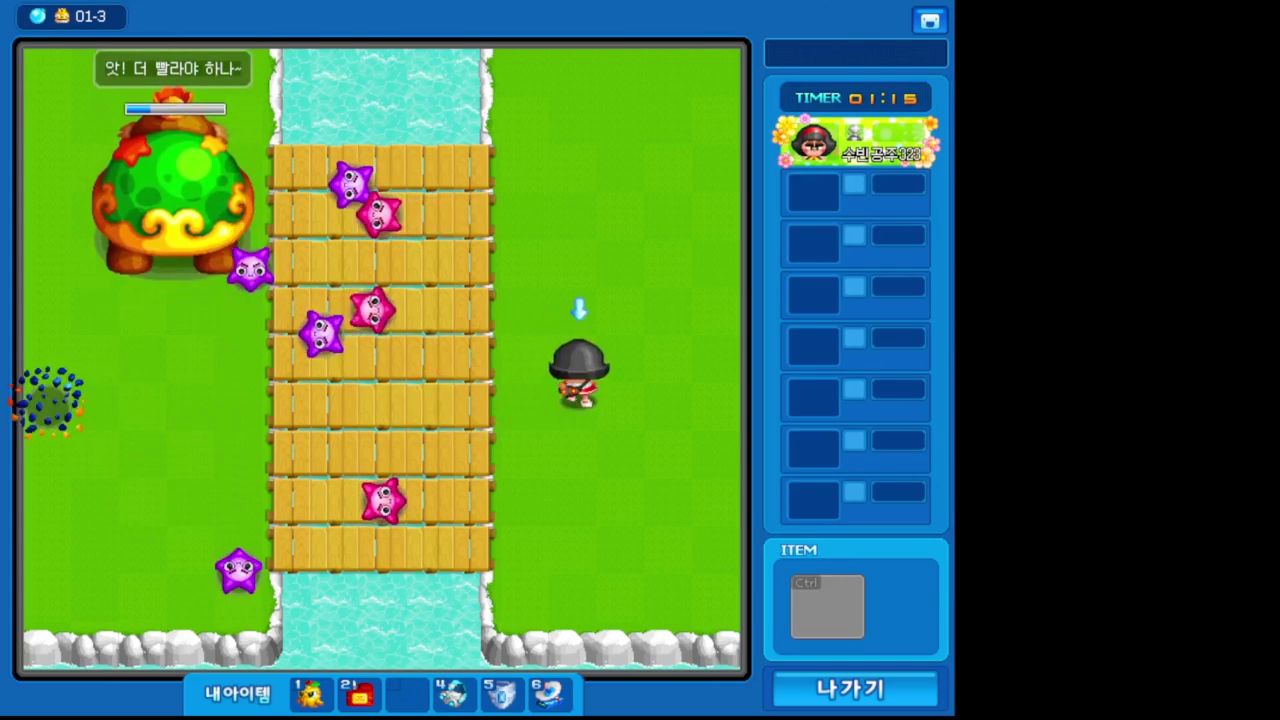 01-3
앗! 더 빨라야 하나~
TIMER 01:15
수빈공주323
ITEM
Ctrl
내아이템
1
2
4
5
6
나가기